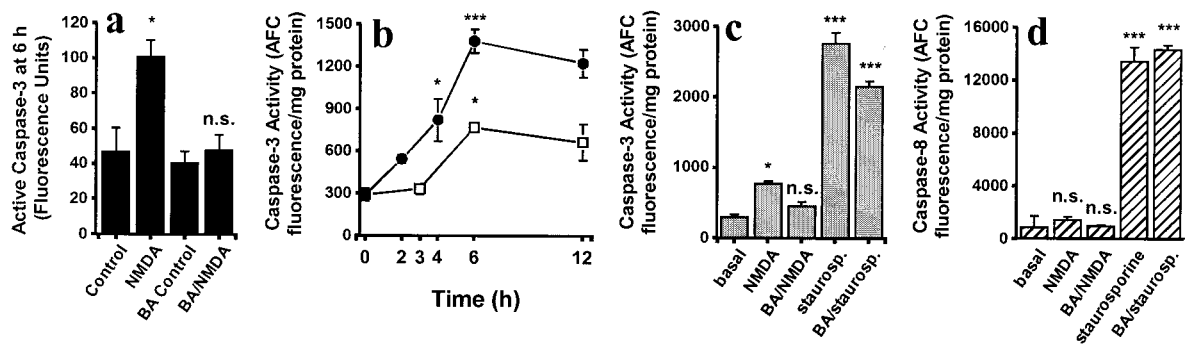 a
Active Caspase-3 at 6 h
(Fluorescence Units)
120
100
80
60
40
20
0
*
n.s.
Control
NMDA
BA Control
BA/NMDA
b
Caspase-3 Activity (AFC
fluorescence/mg protein)
1500
1200
900
600
300
0
*
***
*
0 2 3 4 6 12
Time (h)
c
Caspase-3 Activity (AFC
fluorescence/mg protein)
3000
2000
1000
0
*
n.s.
***
***
basal
NMDA
BA/NMDA
staurosp.
BA/staurosp.
d
Caspase-8 Activity (AFC
fluorescence/mg protein)
16000
12000
8000
4000
0
n.s.
n.s.
***
***
basal
NMDA
BA/NMDA
staurosporine
BA/staurosp.